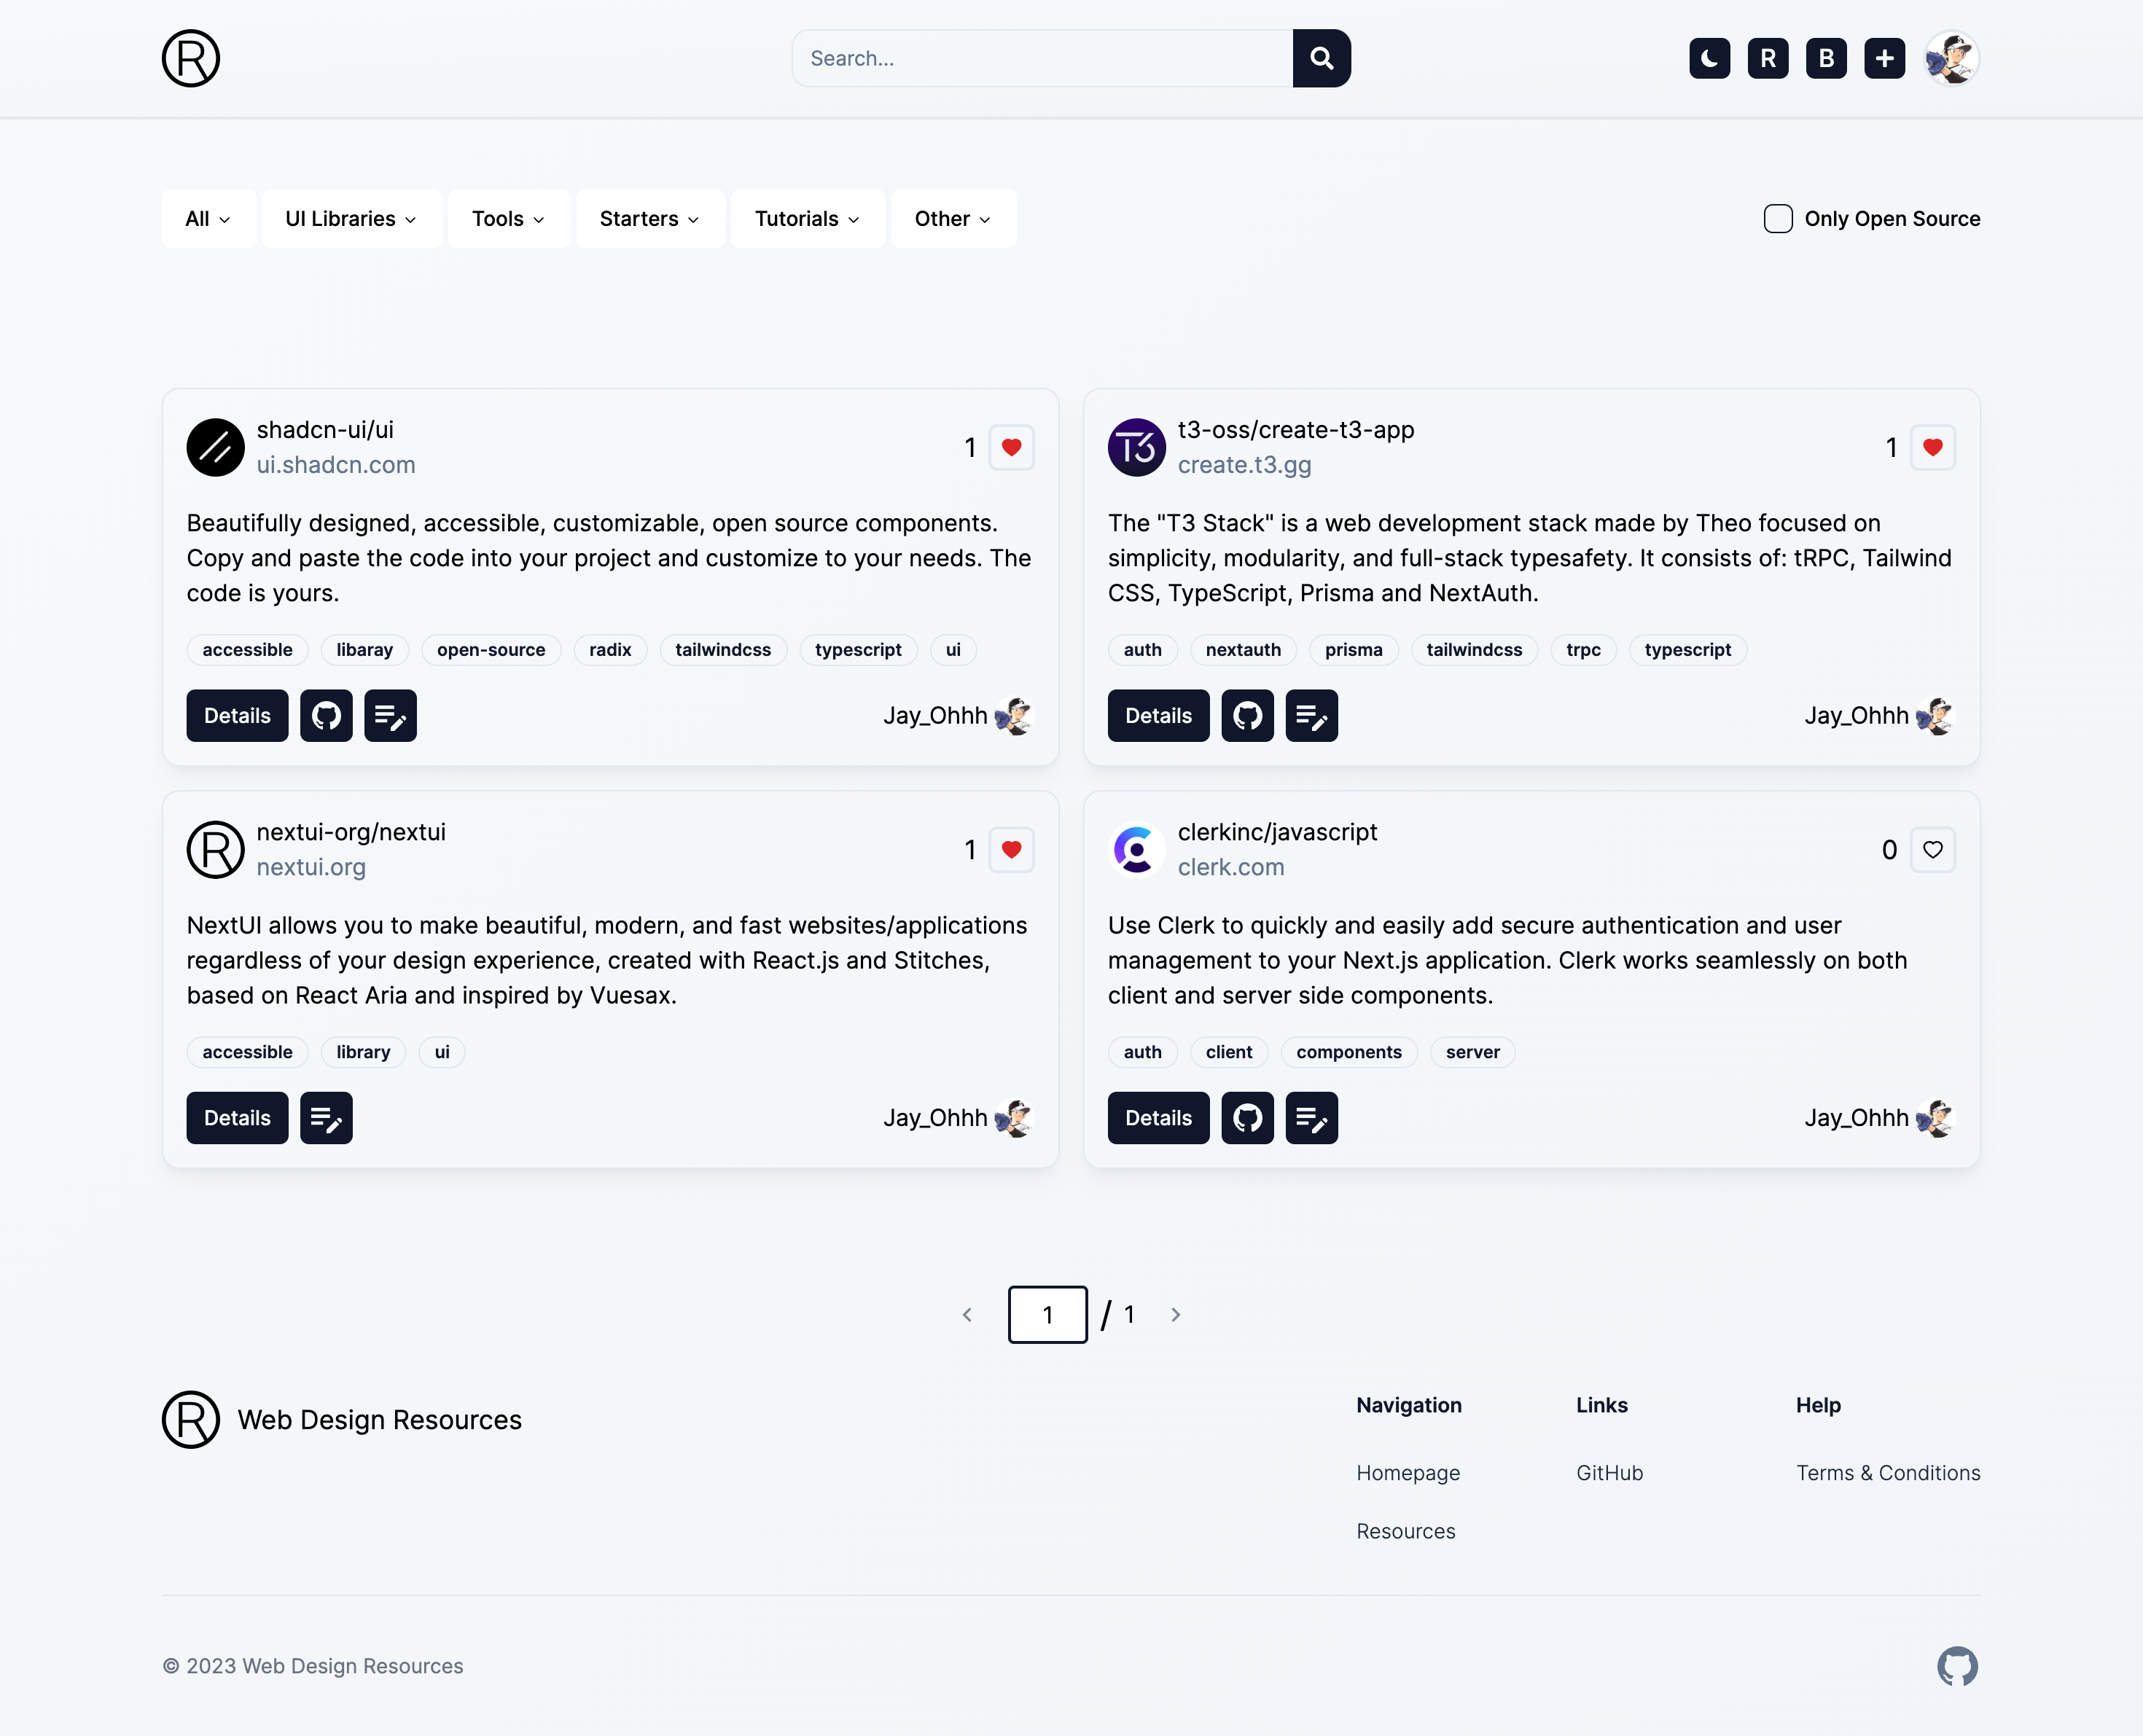 R
Search...
R B
All UI Libraries Tools Starters Tutorials Other Only Open Source
shadcn-ui/ui
ui.shadcn.com
1
Beautifully designed, accessible, customizable, open source components.
Copy and paste the code into your project and customize to your needs. The
code is yours.
accessible libaray open-source radix tailwindcss typescript ui
Details Jay_Ohhh
T3
t3-oss/create-t3-app
create.t3.gg
1
The "T3 Stack" is a web development stack made by Theo focused on
simplicity, modularity, and full-stack typesafety. It consists of: tRPC, Tailwind
CSS, TypeScript, Prisma and NextAuth.
auth nextauth prisma tailwindcss trpc typescript
Details Jay_Ohhh
R
nextui-org/nextui
nextui.org
1
NextUI allows you to make beautiful, modern, and fast websites/applications
regardless of your design experience, created with React.js and Stitches,
based on React Aria and inspired by Vuesax.
accessible library ui
Details Jay_Ohhh
clerkinc/javascript
clerk.com
0
Use Clerk to quickly and easily add secure authentication and user
management to your Next.js application. Clerk works seamlessly on both
client and server side components.
auth client components server
Details Jay_Ohhh
1 / 1
R Web Design Resources
Navigation Links Help
Homepage GitHub Terms & Conditions
Resources
© 2023 Web Design Resources